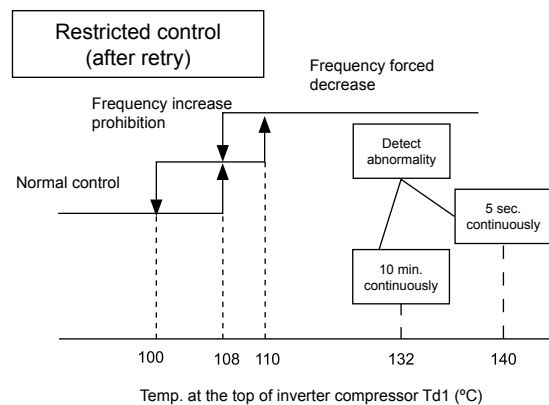 Restricted control
(after retry)
Frequency forced
decrease
Frequency increase
prohibition
Detect
abnormality
Normal control
5 sec.
continuously
10 min.
continuously
100
108
110
132
140
Temp. at the top of inverter compressor Td1 (ºC)